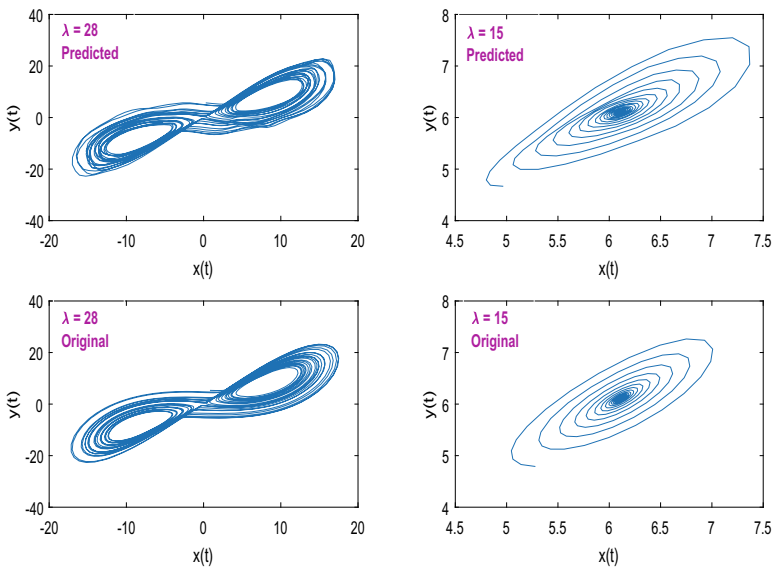 λ = 28
Predicted
40
20
0
-20
-40
y(t)
-20
-10
0
10
20
x(t)
λ = 15
Predicted
8
7
6
5
4
y(t)
4.5
5
5.5
6
6.5
7
7.5
x(t)
λ = 28
Original
40
20
0
-20
-40
y(t)
-20
-10
0
10
20
x(t)
λ = 15
Original
8
7
6
5
4
y(t)
4.5
5
5.5
6
6.5
7
7.5
x(t)